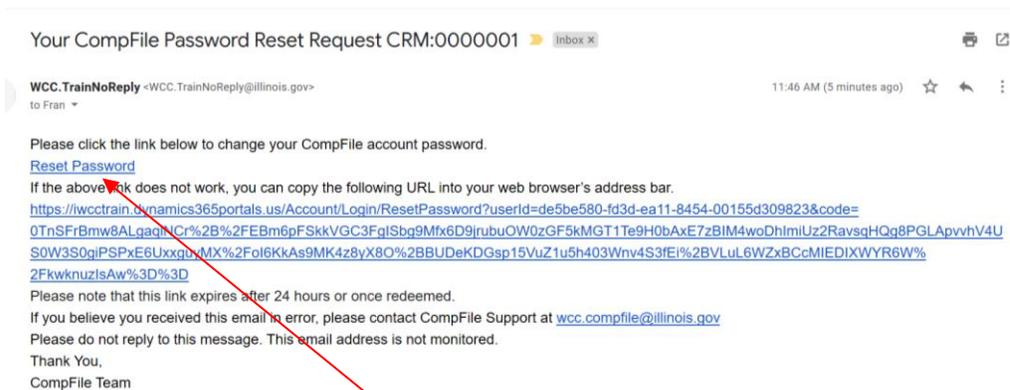 Your CompFile Password Reset Request CRM:0000001 Inbox x
WCC.TrainNoReply <WCC.TrainNoReply@illinois.gov> 11:46 AM (5 minutes ago)
to Fran
Please click the link below to change your CompFile account password.
Reset Password
If the above link does not work, you can copy the following URL into your web browser's address bar.
https://iwcctrain.dynamics365portals.us/Account/Login/ResetPassword?userId=de5be580-fd3d-ea11-8454-00155d309823&code=
0TnSFrBmw8ALgaqlNCr%2B%2FEBm6pFSkkVGC3FgISbg9Mfx6D9jrubuOW0zGF5kMGT1Te9H0bAxE7zBIM4woDhImiUz2RavsqHQg8PGLApvvhV4U
S0W3S0giPSPxE6UxxguyMX%2FoI6KkAs9MK4z8yX8O%2BBUDeKDGsp15VuZ1u5h403Wnv4S3fEi%2BVLuL6WZxBCcMIEDIXWYR6W%
2FkwknuzIsAw%3D%3D
Please note that this link expires after 24 hours or once redeemed.
If you believe you received this email in error, please contact CompFile Support at wcc.compfile@illinois.gov
Please do not reply to this message. This email address is not monitored.
Thank You,
CompFile Team